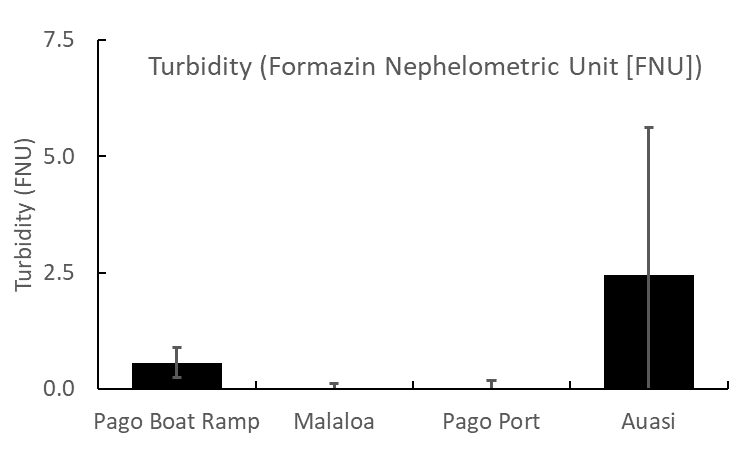 Turbidity (Formazin Nephelometric Unit [FNU])
Turbidity (FNU)
7.5
5.0
2.5
0.0
Pago Boat Ramp Malaloa Pago Port Auasi